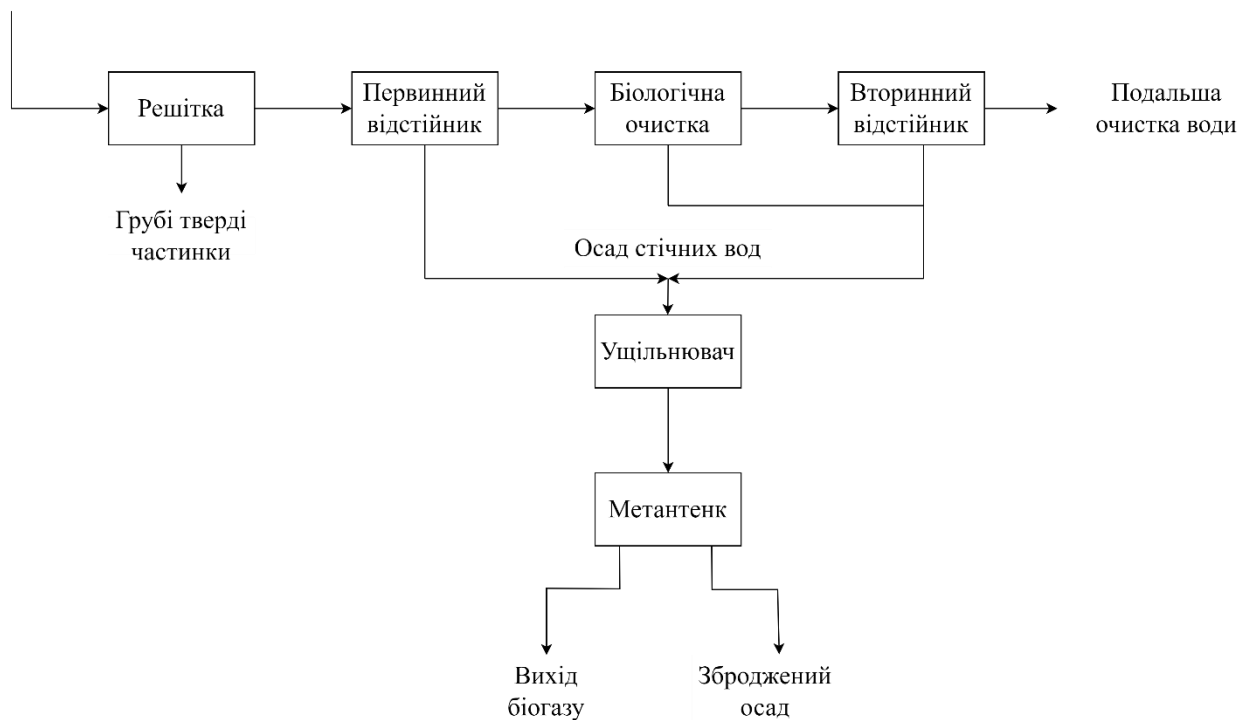 Решітка
Первинний
відстійник
Біологічна
очистка
Вторинний
відстійник
Подальша
очистка води
Грубі тверді
частинки
Осад стічних вод
Ущільнювач
Метантенк
Вихід
біогазу
Зброджений
осад